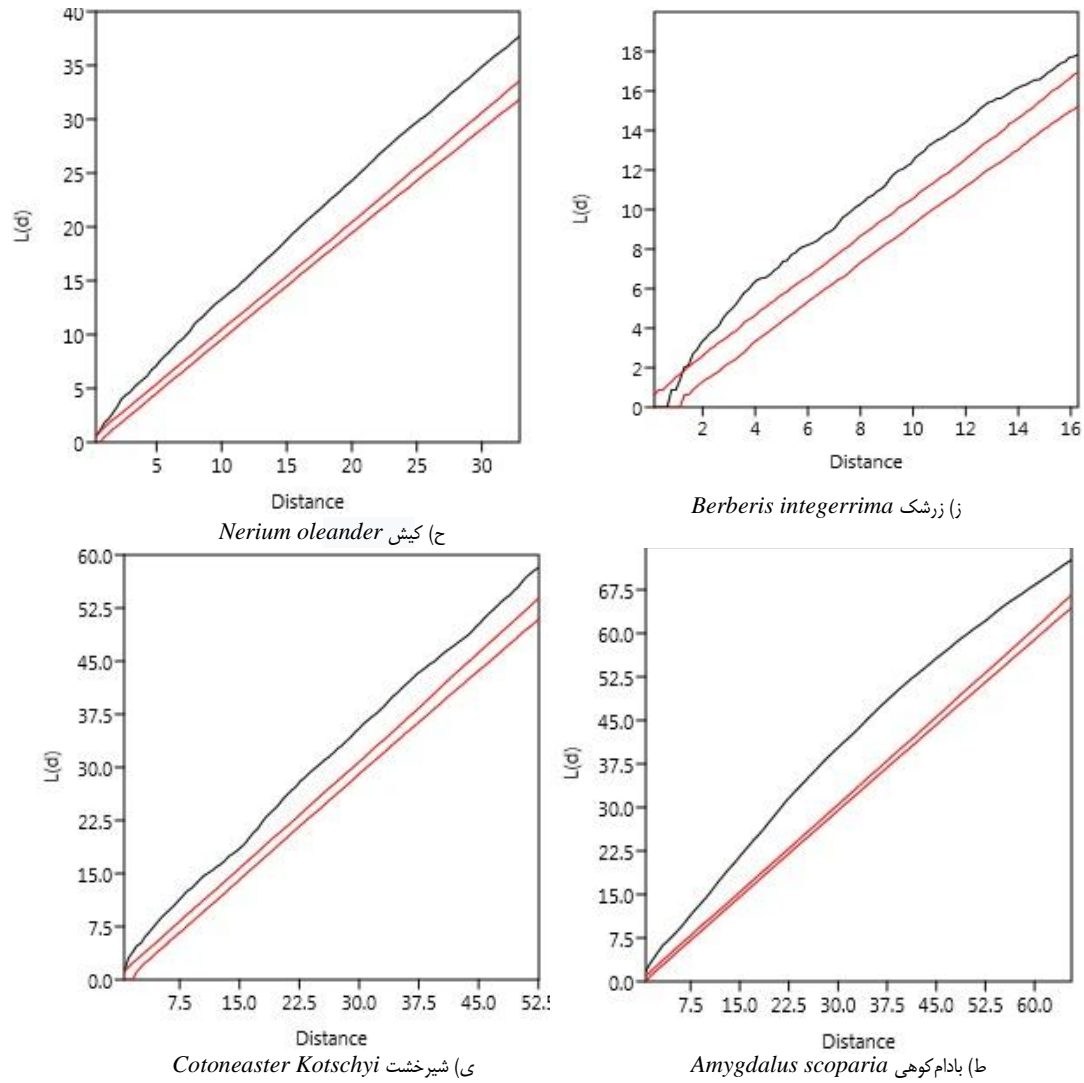 40
35
30
25
20
15
10
5
0
L(d)
5 10 15 20 25 30
Distance
ح) کیش Nerium oleander
18
16
14
12
10
8
6
4
2
0
L(d)
2 4 6 8 10 12 14 16
Distance
ز) زرشک Berberis integerrima
60.0
52.5
45.0
37.5
30.0
22.5
15.0
7.5
0.0
L(d)
7.5 15.0 22.5 30.0 37.5 45.0 52.5
Distance
ی) شیرخشت Cotoneaster Kotschyi
67.5
60.0
52.5
45.0
37.5
30.0
22.5
15.0
7.5
0.0
L(d)
7.5 15.0 22.5 30.0 37.5 45.0 52.5 60.0
Distance
ط) بادام‌کوهی Amygdalus scoparia